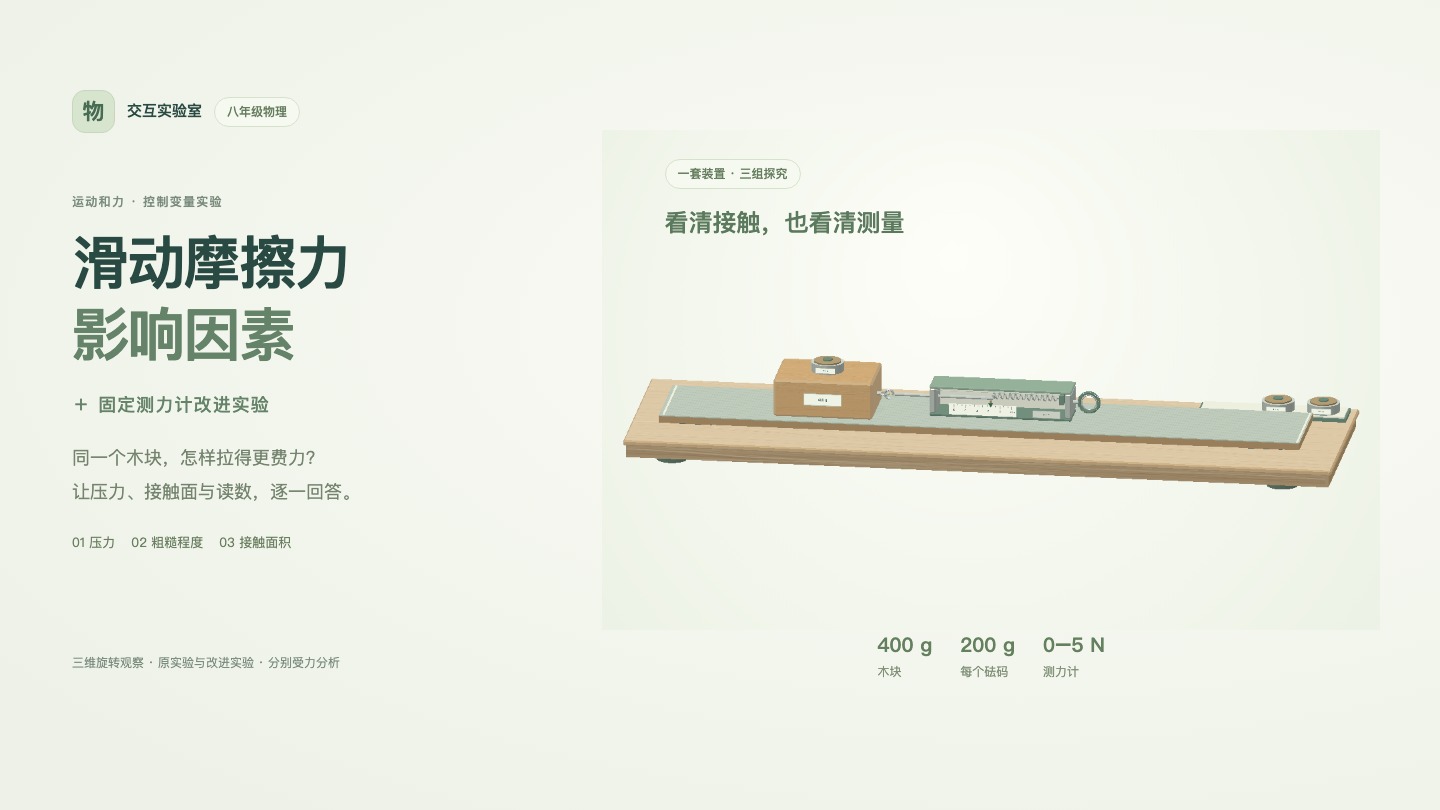 物
交互实验室
八年级物理
运动和力 · 控制变量实验
滑动摩擦力
影响因素
＋ 固定测力计改进实验
同一个木块，怎样拉得更费力？
让压力、接触面与读数，逐一回答。
01 压力 02 粗糙程度 03 接触面积
三维旋转观察 · 原实验与改进实验 · 分别受力分析
一套装置 · 三组探究
看清接触，也看清测量
400 g 200 g 0—5 N
木块 每个砝码 测力计